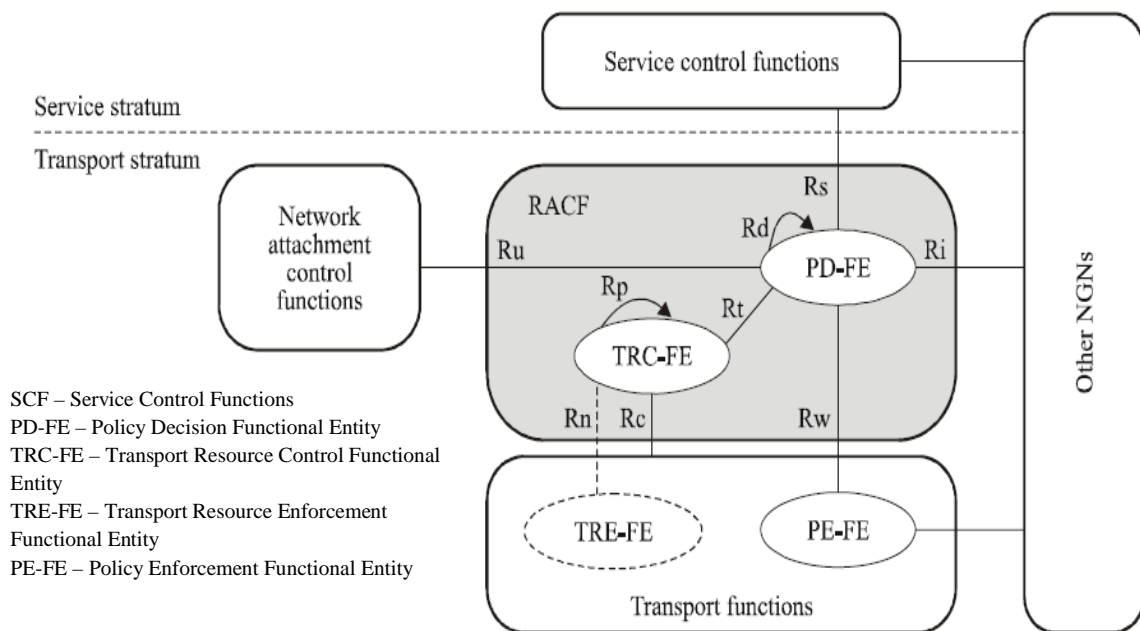 Service control functions
Service stratum
Transport stratum
Network
attachment
control
functions
RACF
Rs
Rd
PD-FE
Ri
Ru
Rp
Rt
TRC-FE
Rn
Rc
Rw
TRE-FE
PE-FE
Transport functions
Other NGNs
SCF – Service Control Functions
PD-FE – Policy Decision Functional Entity
TRC-FE – Transport Resource Control Functional
Entity
TRE-FE – Transport Resource Enforcement
Functional Entity
PE-FE – Policy Enforcement Functional Entity